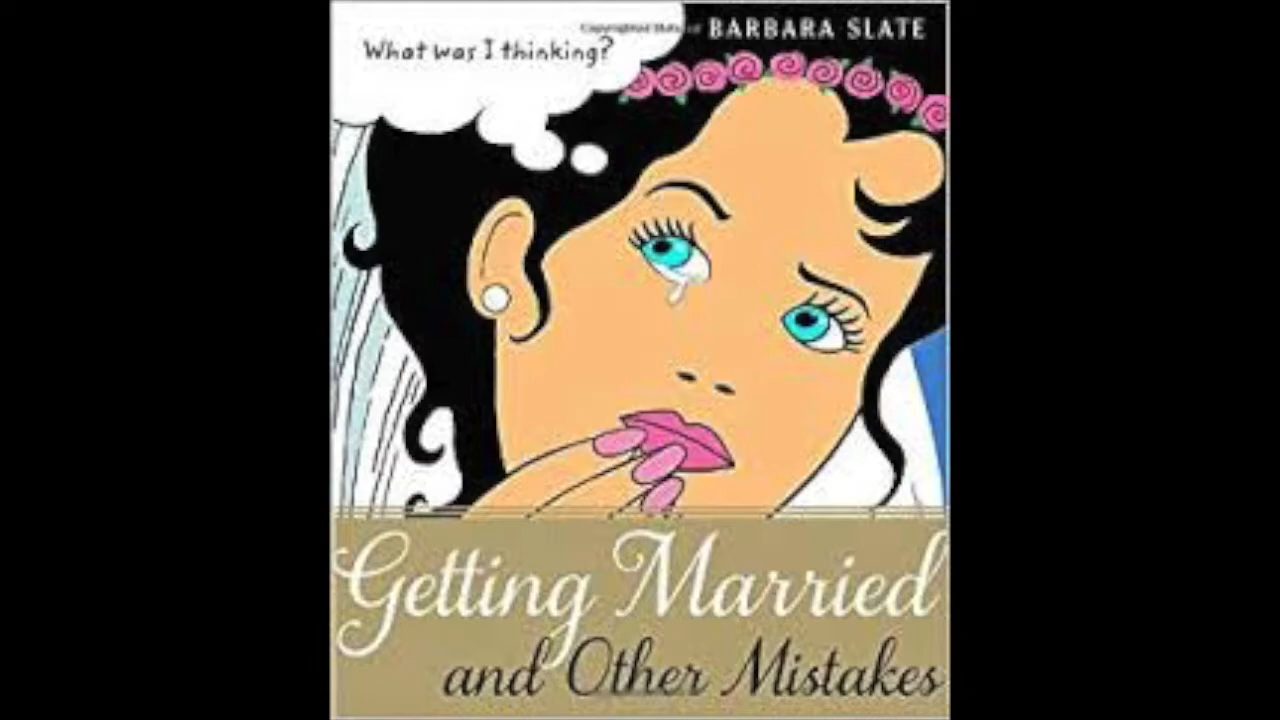 BARBARA SLATE
What was I thinking?
Getting Married
and Other Mistakes